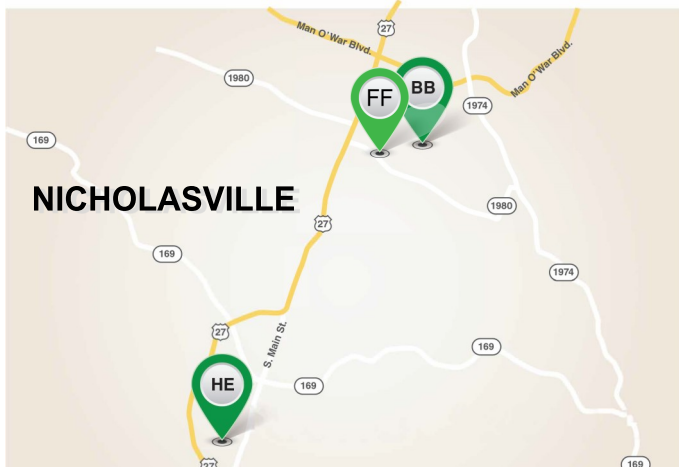 27
Man O' War Blvd.
Man O' War Blvd.
1980
FF
BB
1974
169
NICHOLASVILLE
1980
27
169
1974
27
S. Main St.
169
HE
169
27
169